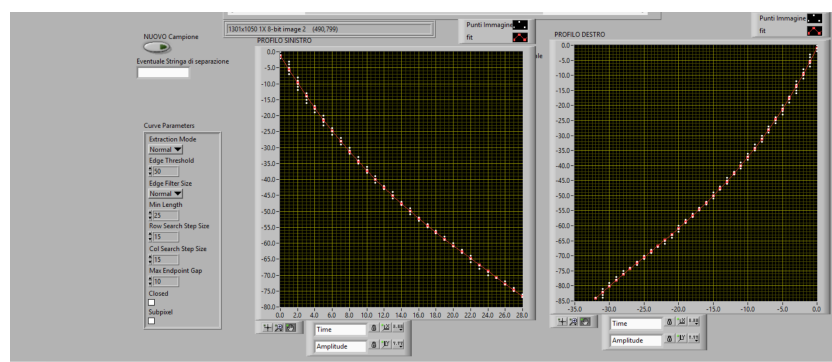 1301x1050 1X 8-bit image 2 (490,799)
NUOVO Campione
Eventuale Stringa di separazione
Curve Parameters
Extraction Mode
Normal
Edge Threshold
50
Edge Filter Size
Normal
Min Length
25
Row Search Step Size
15
Col Search Step Size
15
Max Endpoint Gap
10
Closed
Subpixel
PROFILO SINISTRO
Punti Immagine
fit
0.0
-5.0
-10.0
-15.0
-20.0
-25.0
-30.0
-35.0
-40.0
-45.0
-50.0
-55.0
-60.0
-65.0
-70.0
-75.0
-80.0
0.0 2.0 4.0 6.0 8.0 10.0 12.0 14.0 16.0 18.0 20.0 22.0 24.0 26.0 28.0
Time
Amplitude
PROFILO DESTRO
Punti Immagine
fit
0.0
-5.0
-10.0
-15.0
-20.0
-25.0
-30.0
-35.0
-40.0
-45.0
-50.0
-55.0
-60.0
-65.0
-70.0
-75.0
-80.0
-85.0
-35.0 -30.0 -25.0 -20.0 -15.0 -10.0 -5.0 0.0
Time
Amplitude